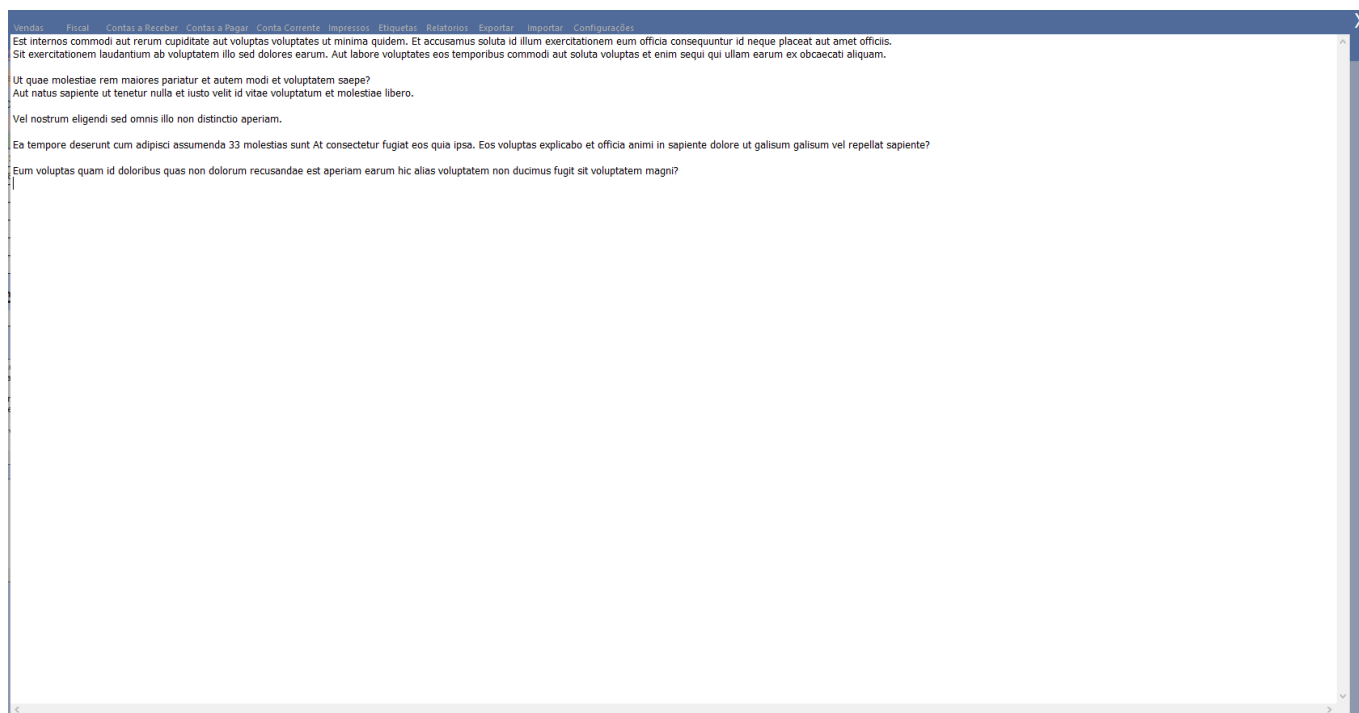 Vendas Fiscal Contas a Receber Contas a Pagar Conta Corrente Impressos Etiquetas Relatorios Exportar Importar Configurações
Est internos commodi aut rerum cupiditate aut voluptas voluptates ut minima quidem. Et accusamus soluta id illum exercitationem eum officia consequuntur id neque placeat aut amet officiis.
Sit exercitationem laudantium ab voluptatem illo sed dolores earum. Aut labore voluptates eos temporibus commodi aut soluta voluptas et enim sequi qui ullam earum ex obcaecati aliquam.
Ut quae molestiae rem maiores pariatur et autem modi et voluptatem saepe?
Aut natus sapiente ut tenetur nulla et iusto velit id vitae voluptatum et molestiae libero.
Vel nostrum eligendi sed omnis illo non distinctio aperiam.
Ea tempore deserunt cum adipisci assumenda 33 molestias sunt At consectetur fugiat eos quia ipsa. Eos voluptas explicabo et officia animi in sapiente dolore ut galisum galisum vel repellat sapiente?
Eum voluptas quam id doloribus quas non dolorum recusandae est aperiam earum hic alias voluptatem non ducimus fugit sit voluptatem magni?